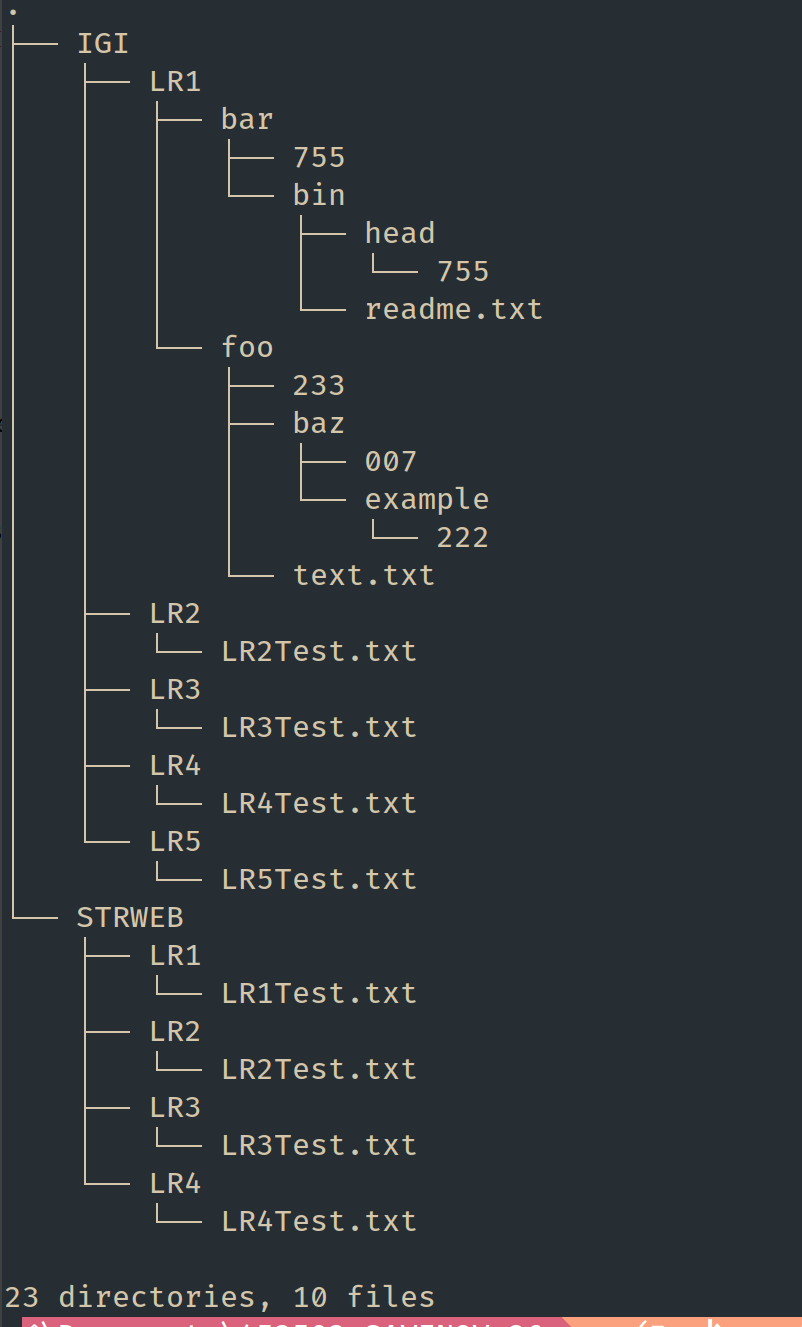 .
├── IGI
│   ├── LR1
│   │   ├── bar
│   │   │   ├── 755
│   │   │   └── bin
│   │   │       ├── head
│   │   │       │   └── 755
│   │   │       └── readme.txt
│   │   └── foo
│   │       ├── 233
│   │       ├── baz
│   │       │   ├── 007
│   │       │   └── example
│   │       │       └── 222
│   │       └── text.txt
│   ├── LR2
│   │   └── LR2Test.txt
│   ├── LR3
│   │   └── LR3Test.txt
│   ├── LR4
│   │   └── LR4Test.txt
│   └── LR5
│       └── LR5Test.txt
└── STRWEB
    ├── LR1
    │   └── LR1Test.txt
    ├── LR2
    │   └── LR2Test.txt
    ├── LR3
    │   └── LR3Test.txt
    └── LR4
        └── LR4Test.txt
23 directories, 10 files